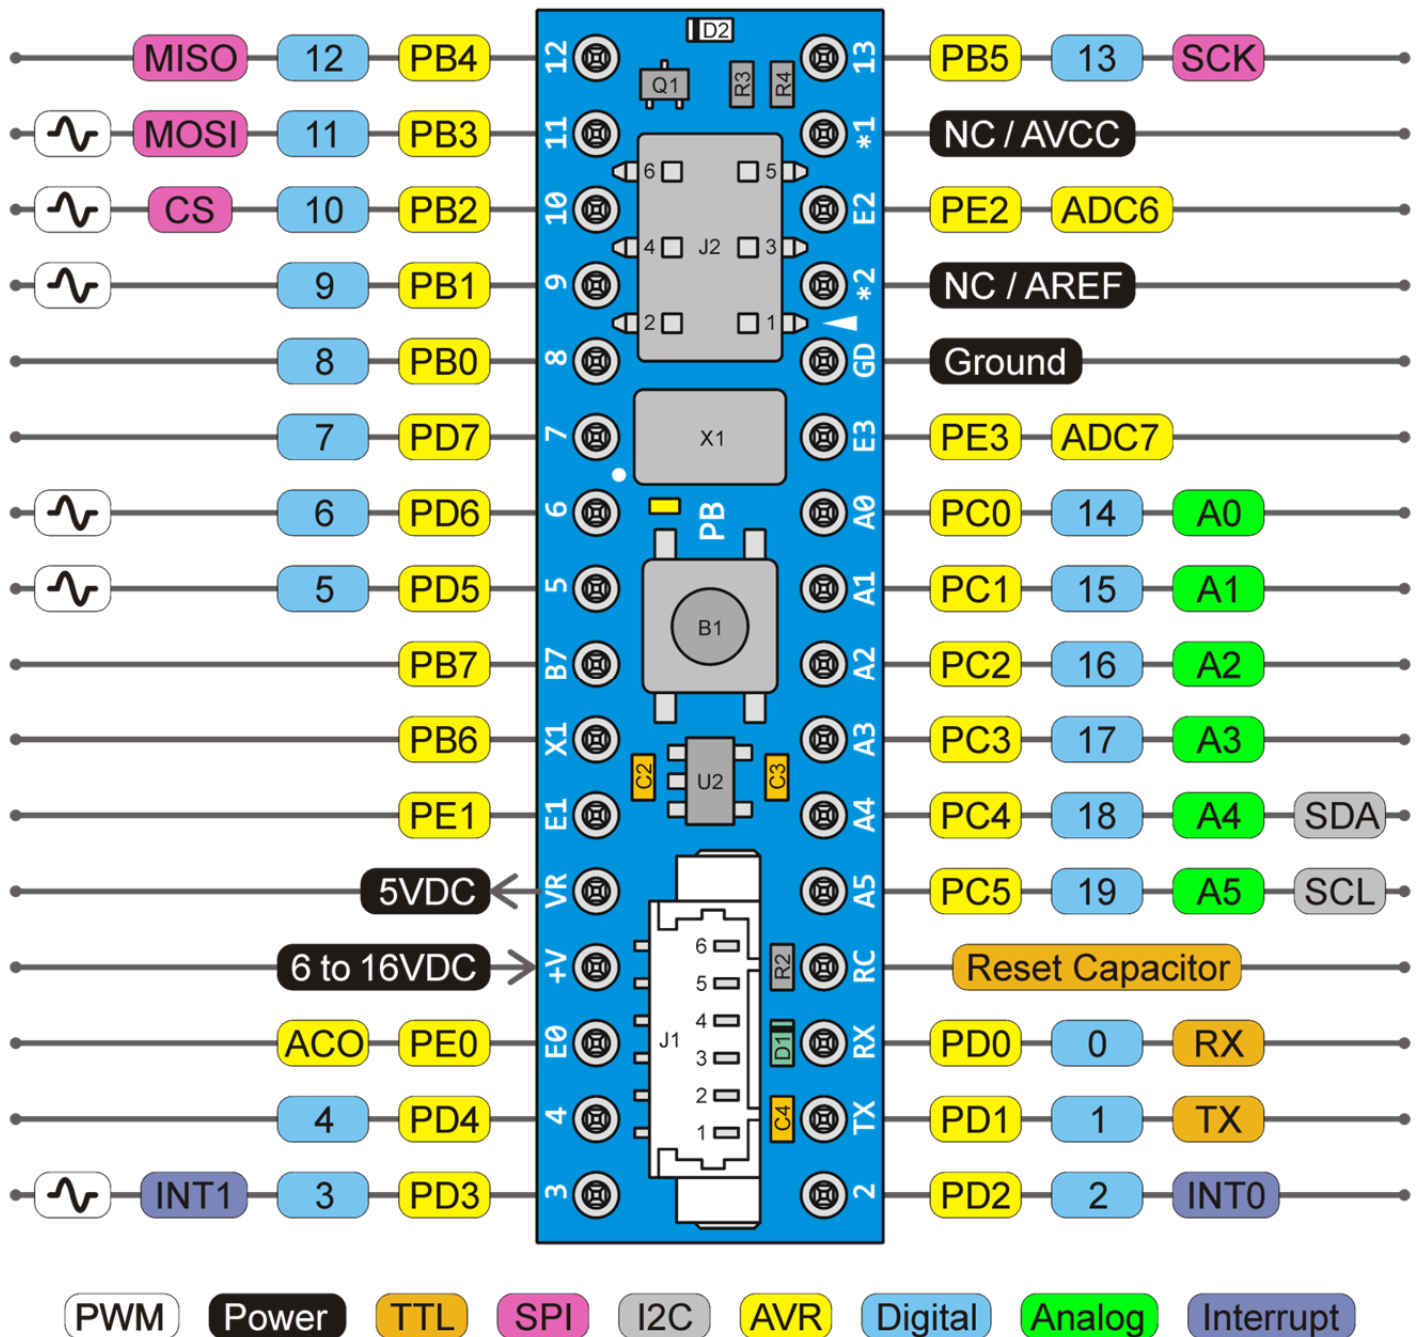 D2
MISO 12 PB4 12 13 PB5 13 SCK
Q1 R3 R4
MOSI 11 PB3 11 *1 NC / AVCC
6 5
CS 10 PB2 10 E2 PE2 ADC6
4 J2 3
9 PB1 9 *2 NC / AREF
2 1
8 PB0 8 GD Ground
7 PD7 7 X1 E3 PE3 ADC7
6 PD6 6 PB A0 PC0 14 A0
5 PD5 5 A1 PC1 15 A1
B1
PB7 B7 A2 PC2 16 A2
PB6 X1 A3 PC3 17 A3
C2 U2 C3
PE1 E1 A4 PC4 18 A4 SDA
5VDC VR A5 PC5 19 A5 SCL
6
6 to 16VDC +V R2 RC Reset Capacitor
5
4
ACO PE0 E0 J1 D1 RX PD0 0 RX
3
2
4 PD4 4 C4 TX PD1 1 TX
1
INT1 3 PD3 3 2 PD2 2 INT0
PWM Power TTL SPI I2C AVR Digital Analog Interrupt